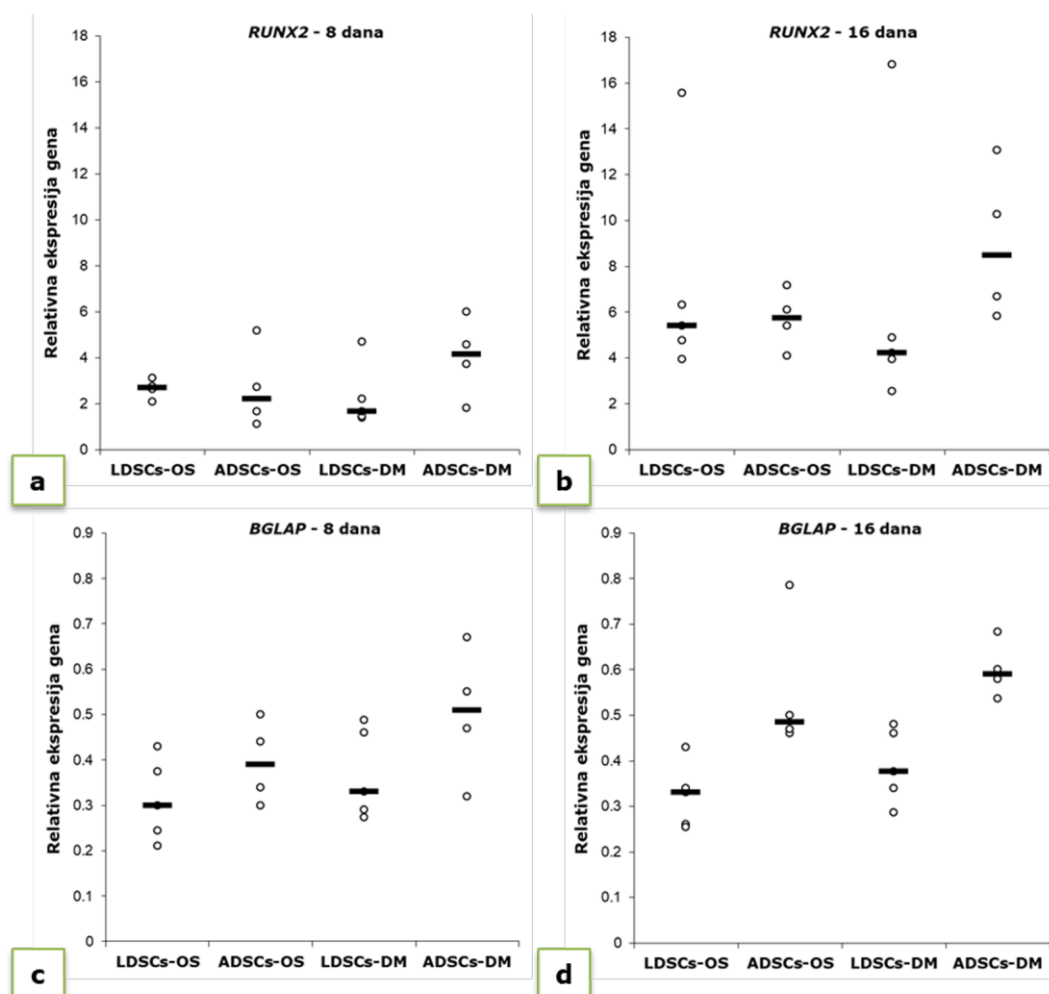 RUNX2 - 8 dana
Relativna ekspresija gena
18
16
14
12
10
8
6
4
2
0
LDSCs-OS ADSCs-OS LDSCs-DM ADSCs-DM
a
RUNX2 - 16 dana
Relativna ekspresija gena
18
16
14
12
10
8
6
4
2
0
LDSCs-OS ADSCs-OS LDSCs-DM ADSCs-DM
b
BGLAP - 8 dana
Relativna ekspresija gena
0.9
0.8
0.7
0.6
0.5
0.4
0.3
0.2
0.1
0
LDSCs-OS ADSCs-OS LDSCs-DM ADSCs-DM
c
BGLAP - 16 dana
Relativna ekspresija gena
0.9
0.8
0.7
0.6
0.5
0.4
0.3
0.2
0.1
0
LDSCs-OS ADSCs-OS LDSCs-DM ADSCs-DM
d